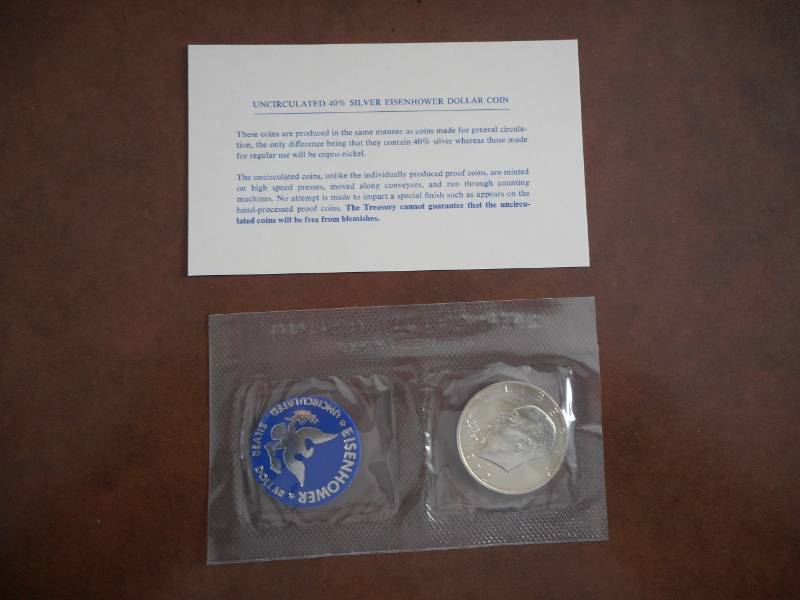 UNCIRCULATED 40% SILVER EISENHOWER DOLLAR COIN
These coins are produced in the same manner as coins made for general circula-
tion, the only difference being that they contain 40% silver whereas those made
for regular use will be cupro-nickel.
The uncirculated coins, unlike the individually produced proof coins, are minted
on high speed presses, moved along conveyors, and run through counting
machines. No attempt is made to impart a special finish such as appears on the
hand-processed proof coins. The Treasury cannot guarantee that the uncircu-
lated coins will be free from blemishes.
EISENHOWER
UNCIRCULATED SILVER DOLLAR
LIBERTY